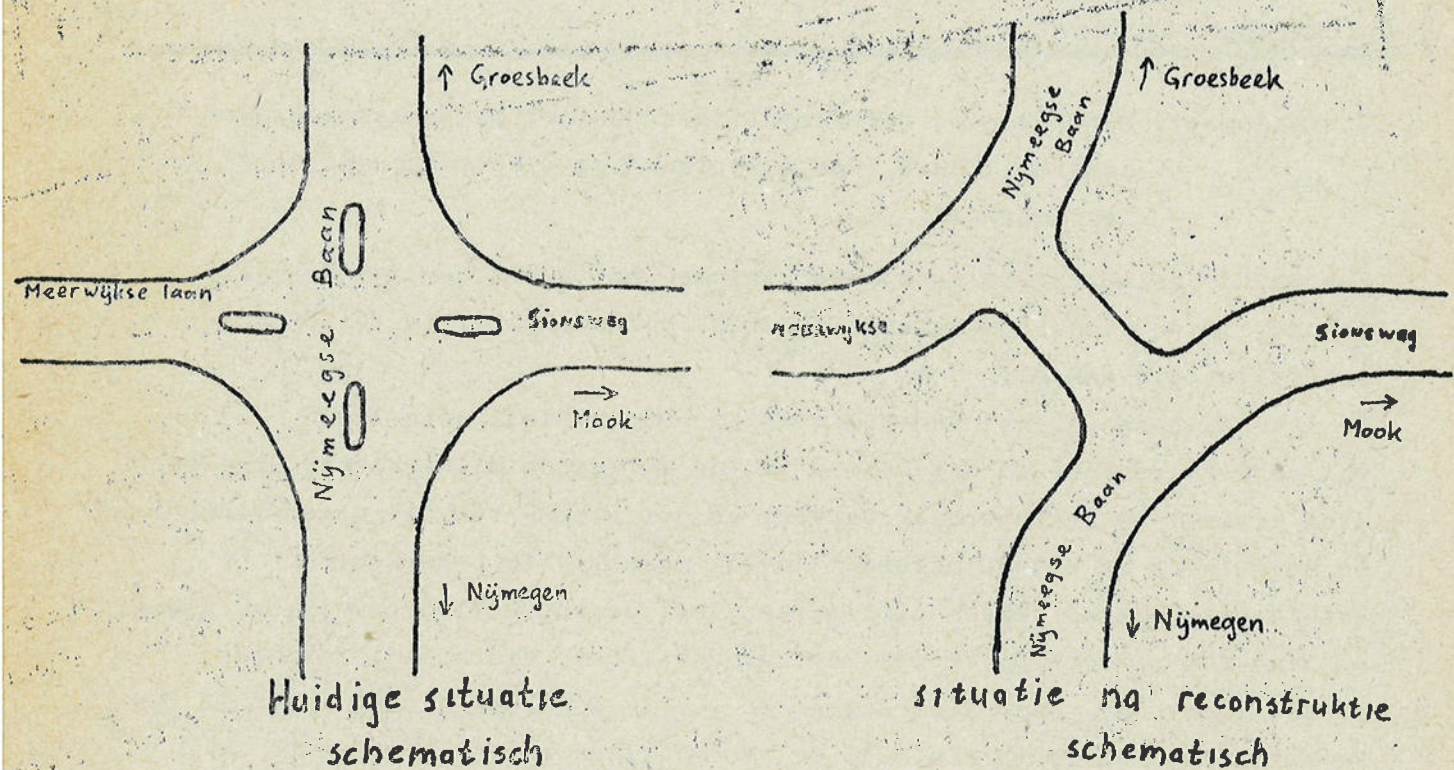 ↑ Groesbeek
Meerwijkse laan
Nijmeegse Baan
Sionsweg
→
Mook
↓ Nijmegen
Huidige situatie
schematisch
↑ Groesbeek
Nijmeegse
Baan
Sionsweg
→
Mook
Nijmeegse Baan
↓ Nijmegen
situatie na reconstruktie
schematisch